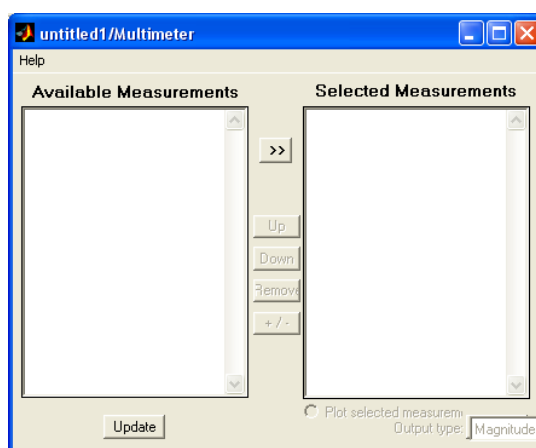 untitled1/Multimeter
Help
Available Measurements
Selected Measurements
>>
Up
Down
Remove
+ / -
Plot selected measurem
Output type:
Magnitude
Update